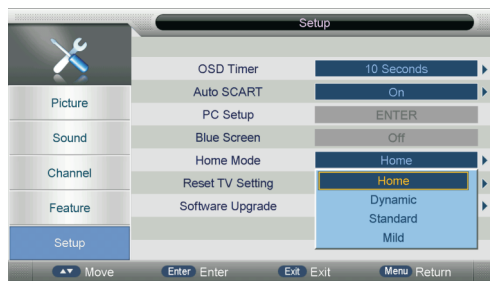 Setup
OSD Timer 10 Seconds
Auto SCART On
Picture
PC Setup ENTER
Sound
Blue Screen Off
Home Mode Home
Channel
Reset TV Setting Home
Feature
Software Upgrade Dynamic
Standard
Setup
Mild
Move Enter Enter Exit Exit Menu Return